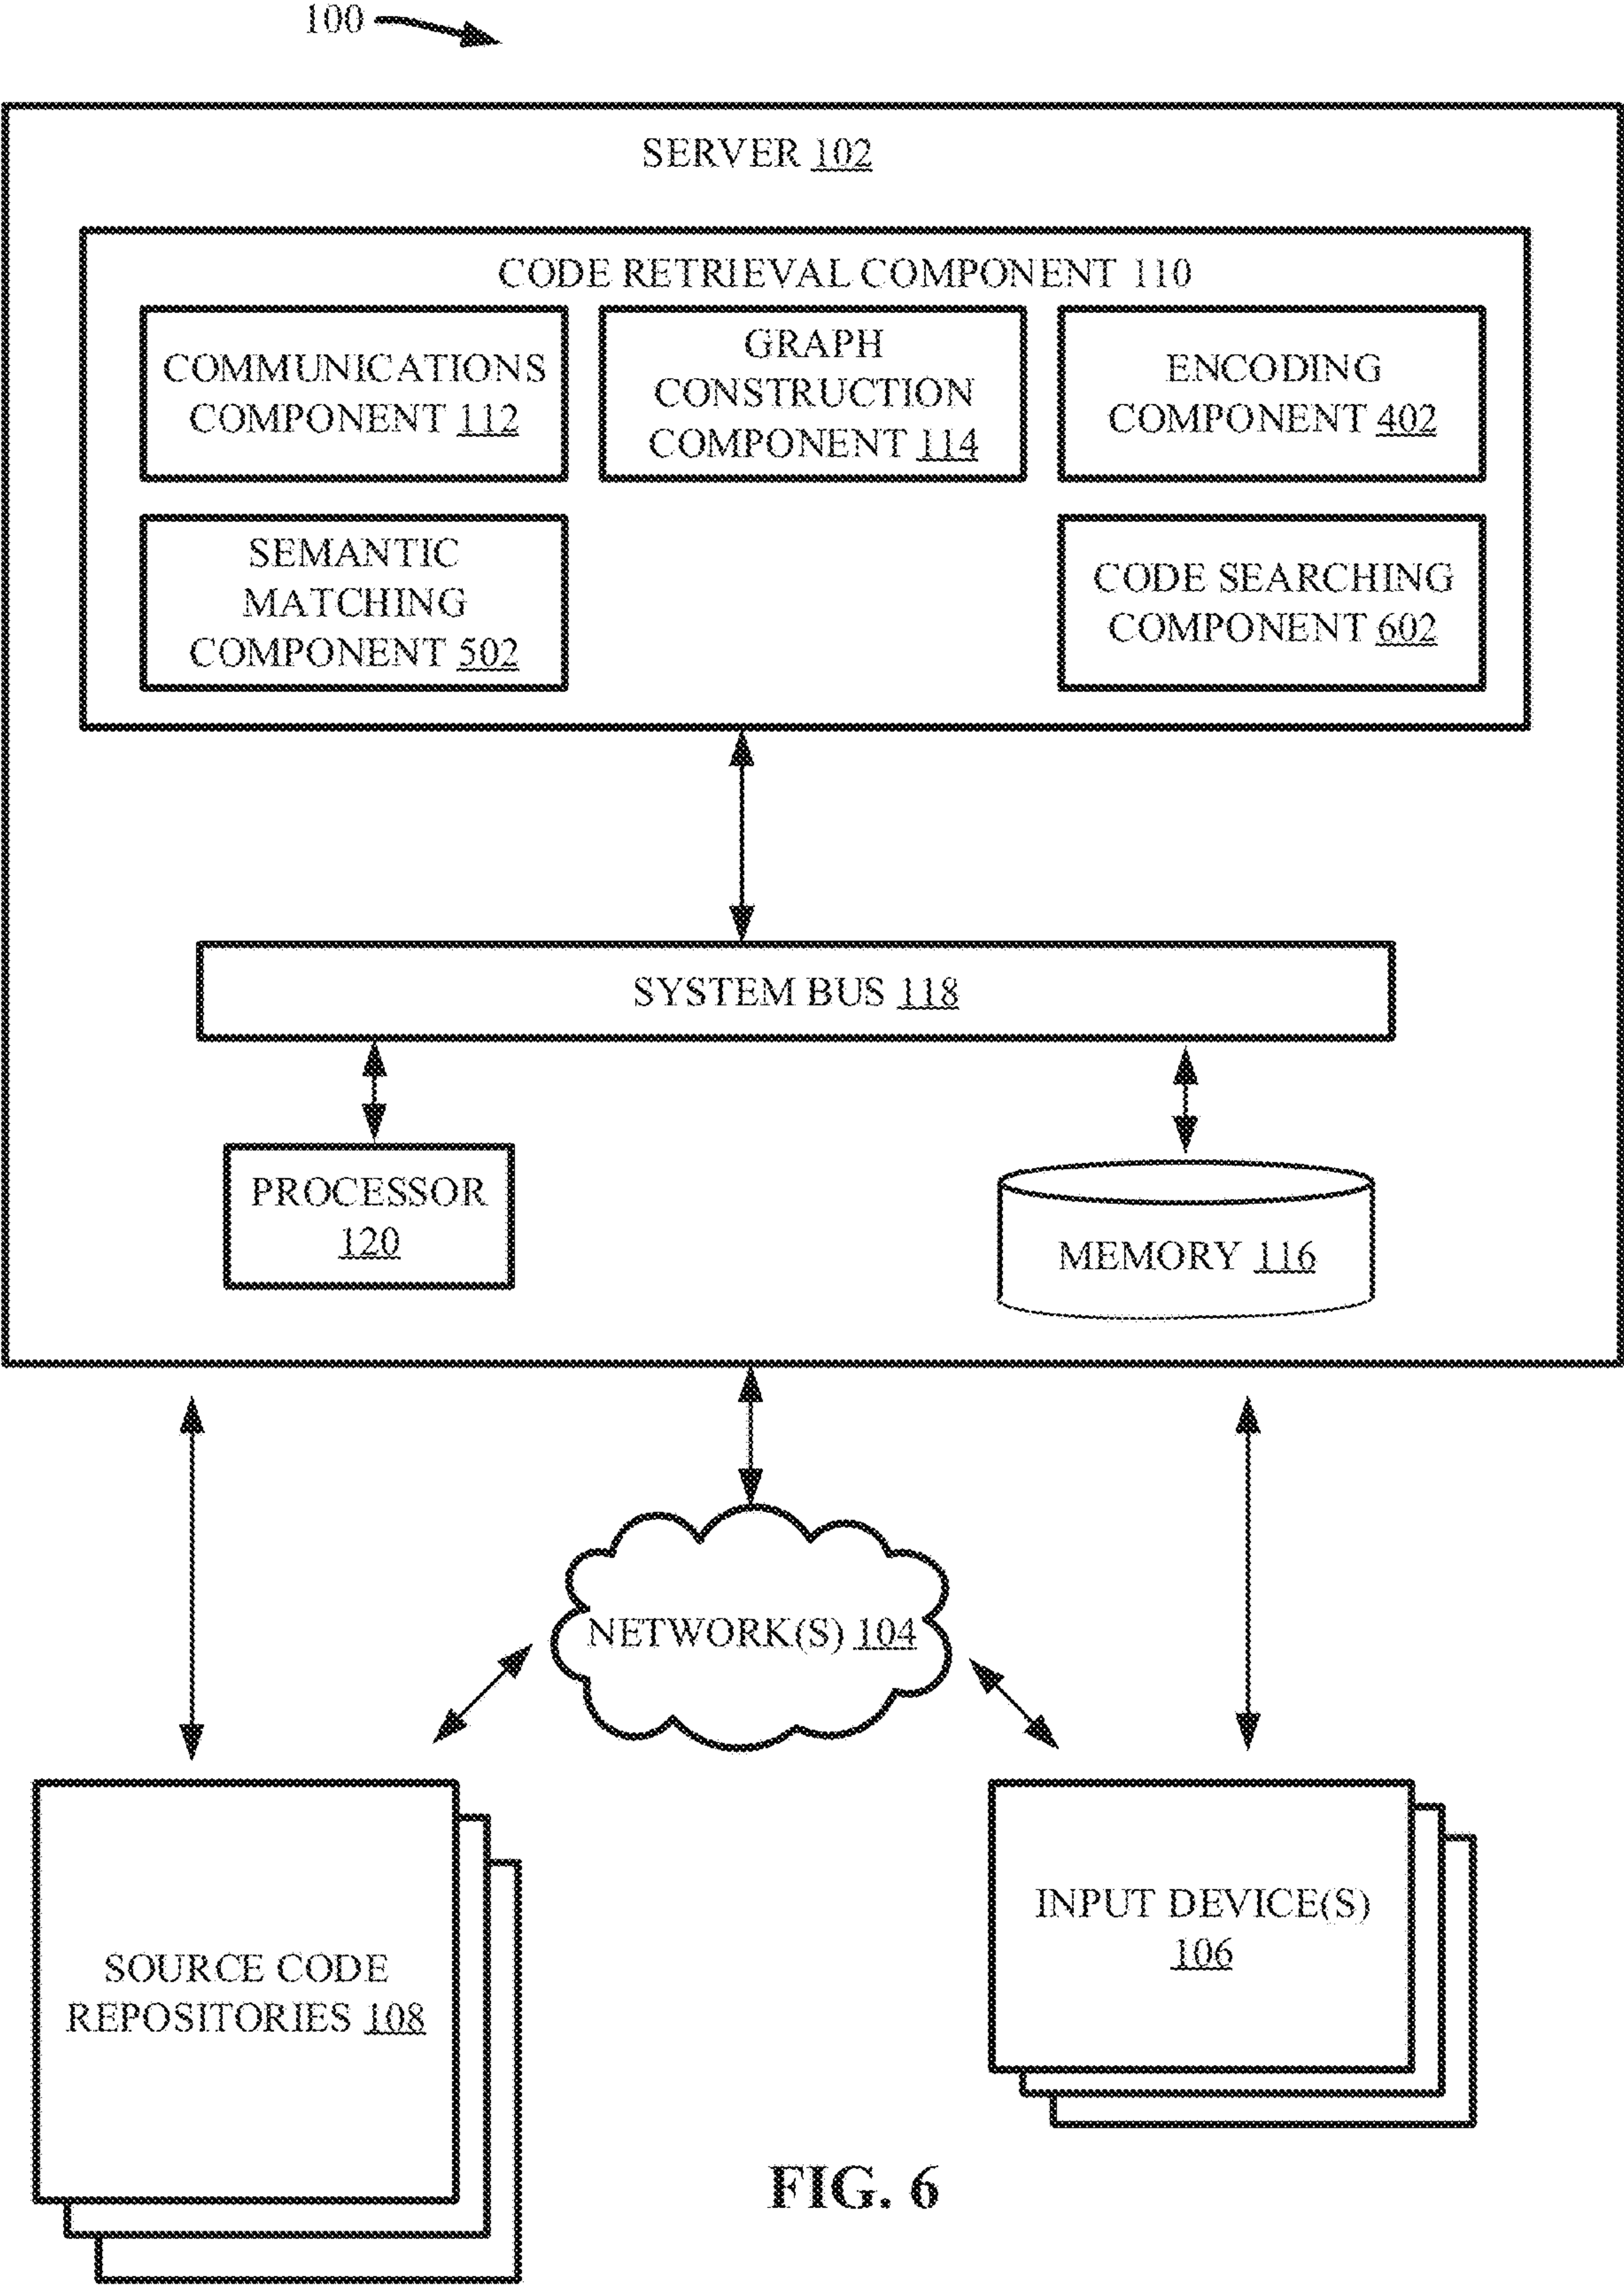 100
SERVER 102
CODE RETRIEVAL COMPONENT 110
COMMUNICATIONS
COMPONENT 112
GRAPH
CONSTRUCTION
COMPONENT 114
ENCODING
COMPONENT 402
SEMANTIC
MATCHING
COMPONENT 502
CODE SEARCHING
COMPONENT 602
SYSTEM BUS 118
PROCESSOR
120
MEMORY 116
NETWORK(S) 104
SOURCE CODE
REPOSITORIES 108
INPUT DEVICE(S)
106
FIG. 6